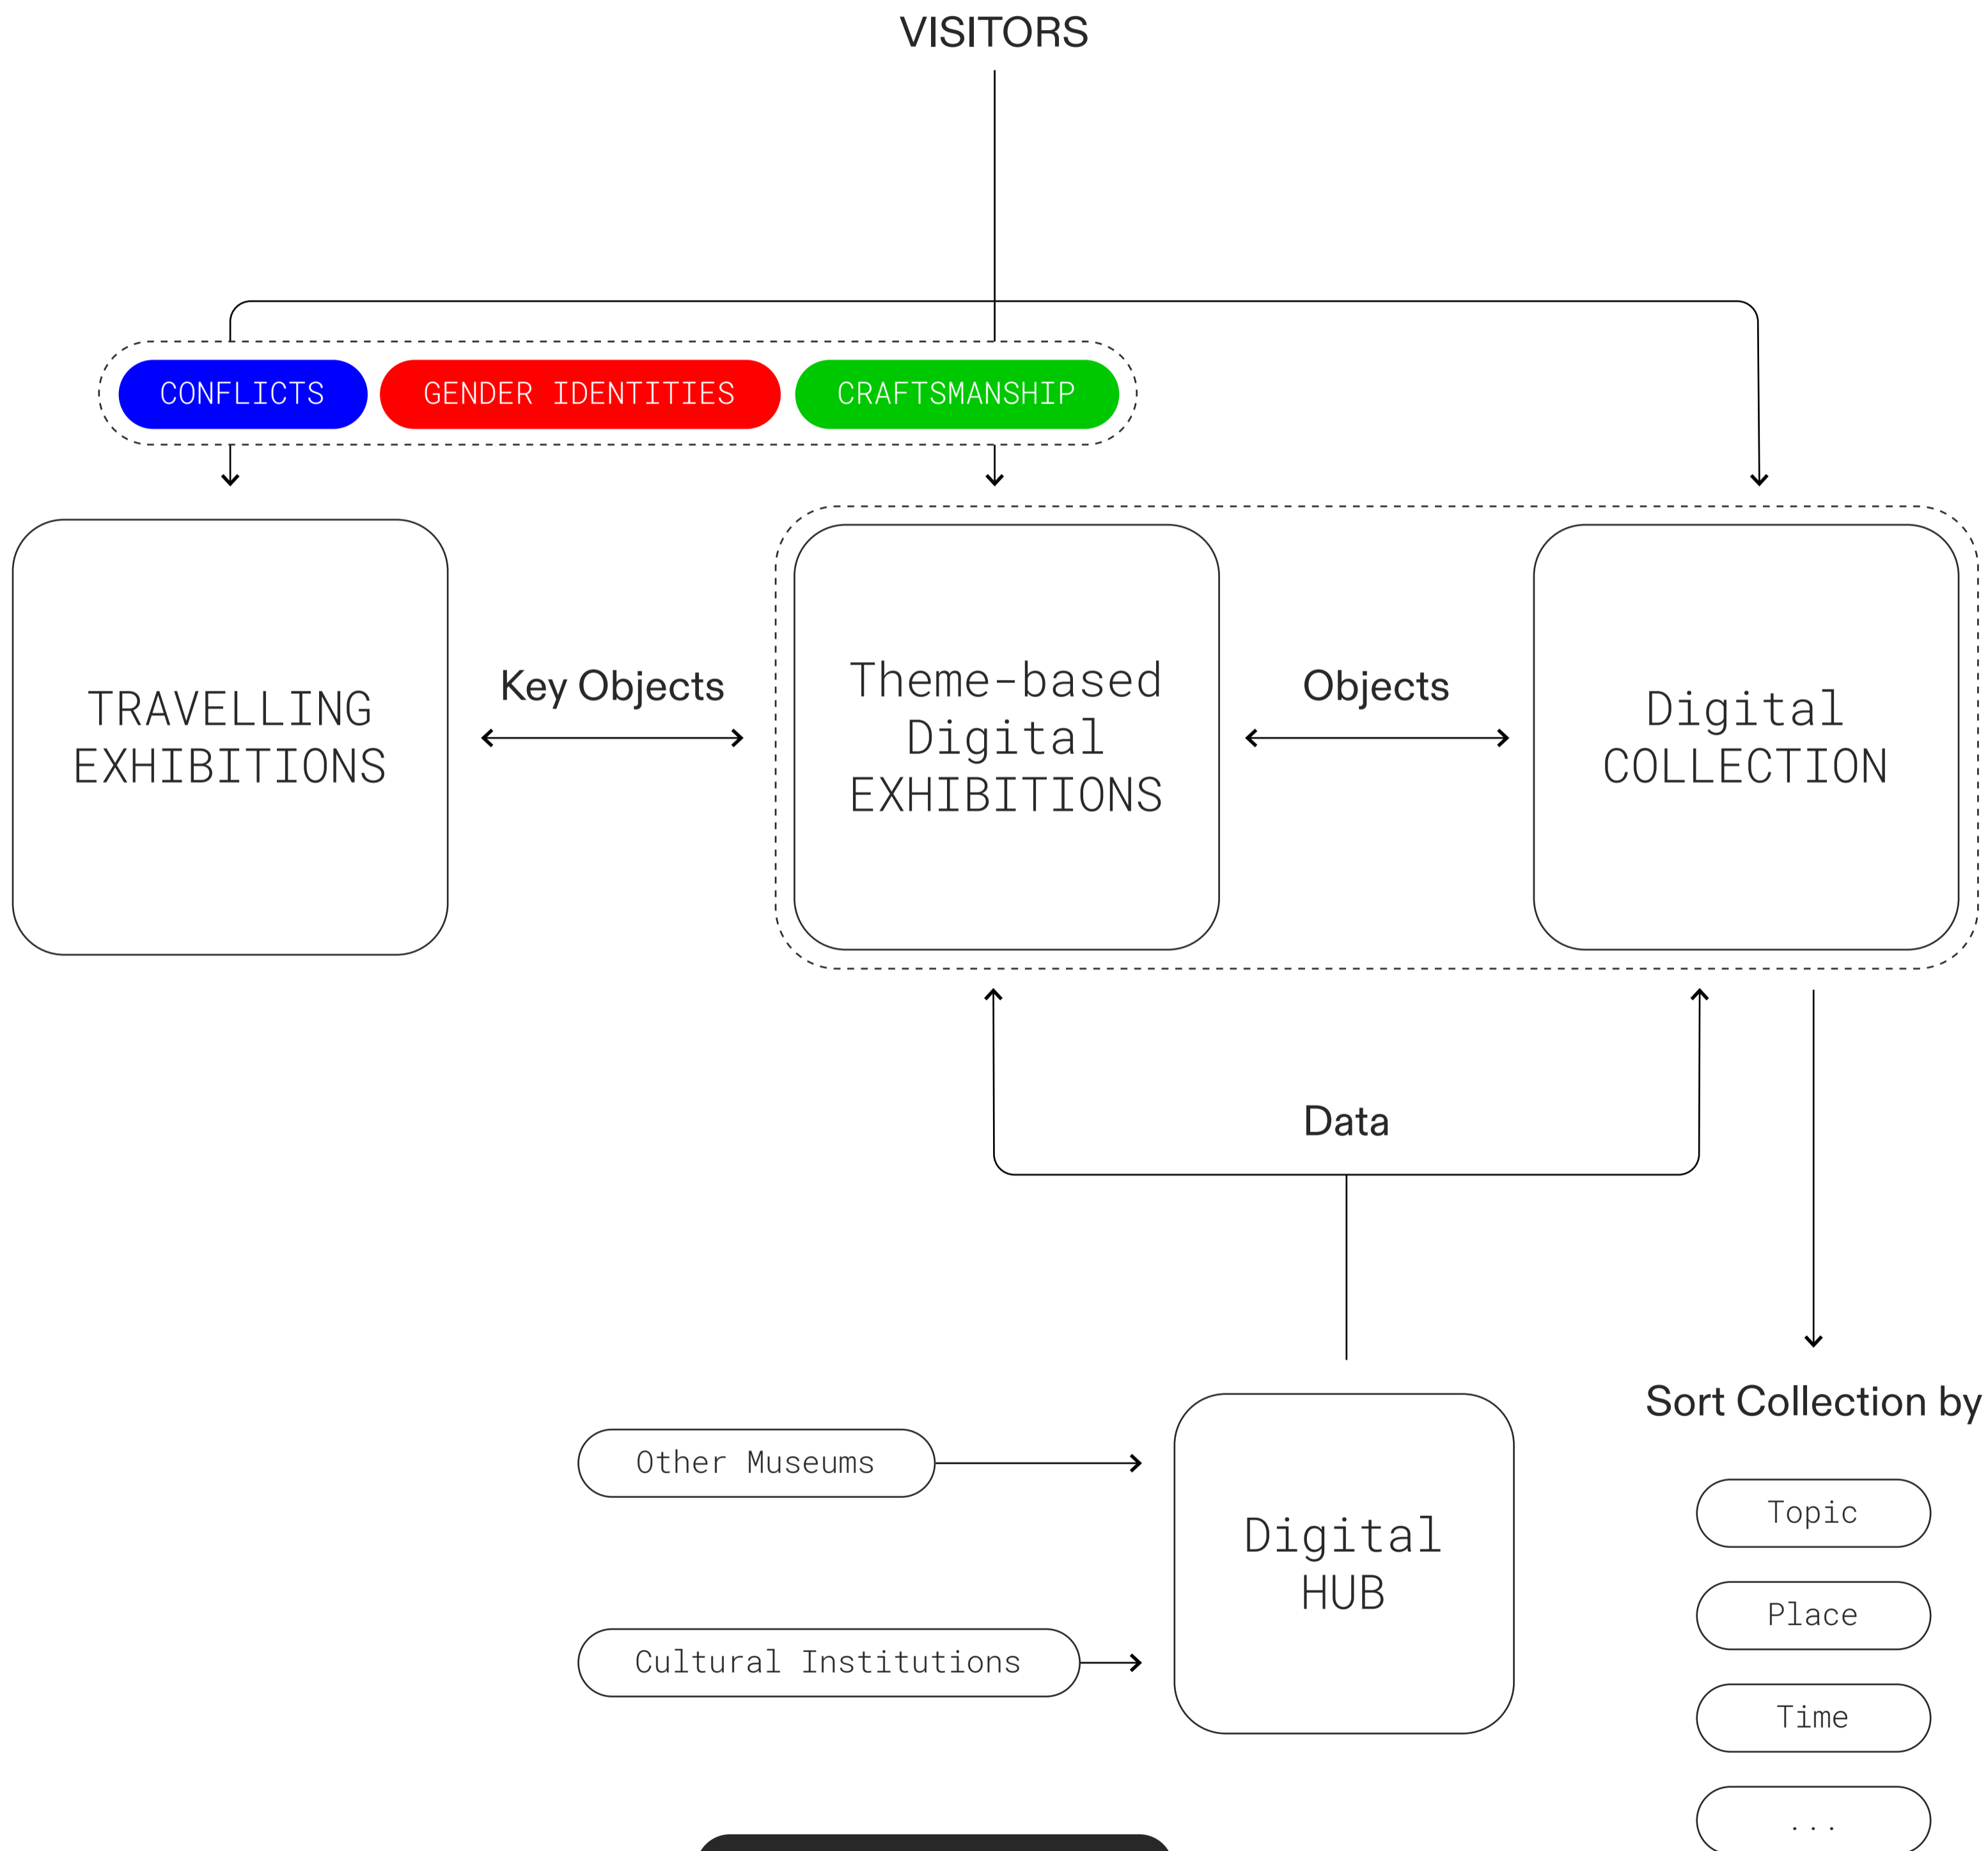 VISITORS
CONFLICTS
GENDER IDENTITIES
CRAFTSMANSHIP
TRAVELLING
EXHIBITIONS
Key Objects
Theme-based
Digital
EXHIBITIONS
Objects
Digital
COLLECTION
Data
Sort Collection by
Other Museums
Cultural Institutions
Digital
HUB
Topic
Place
Time
...